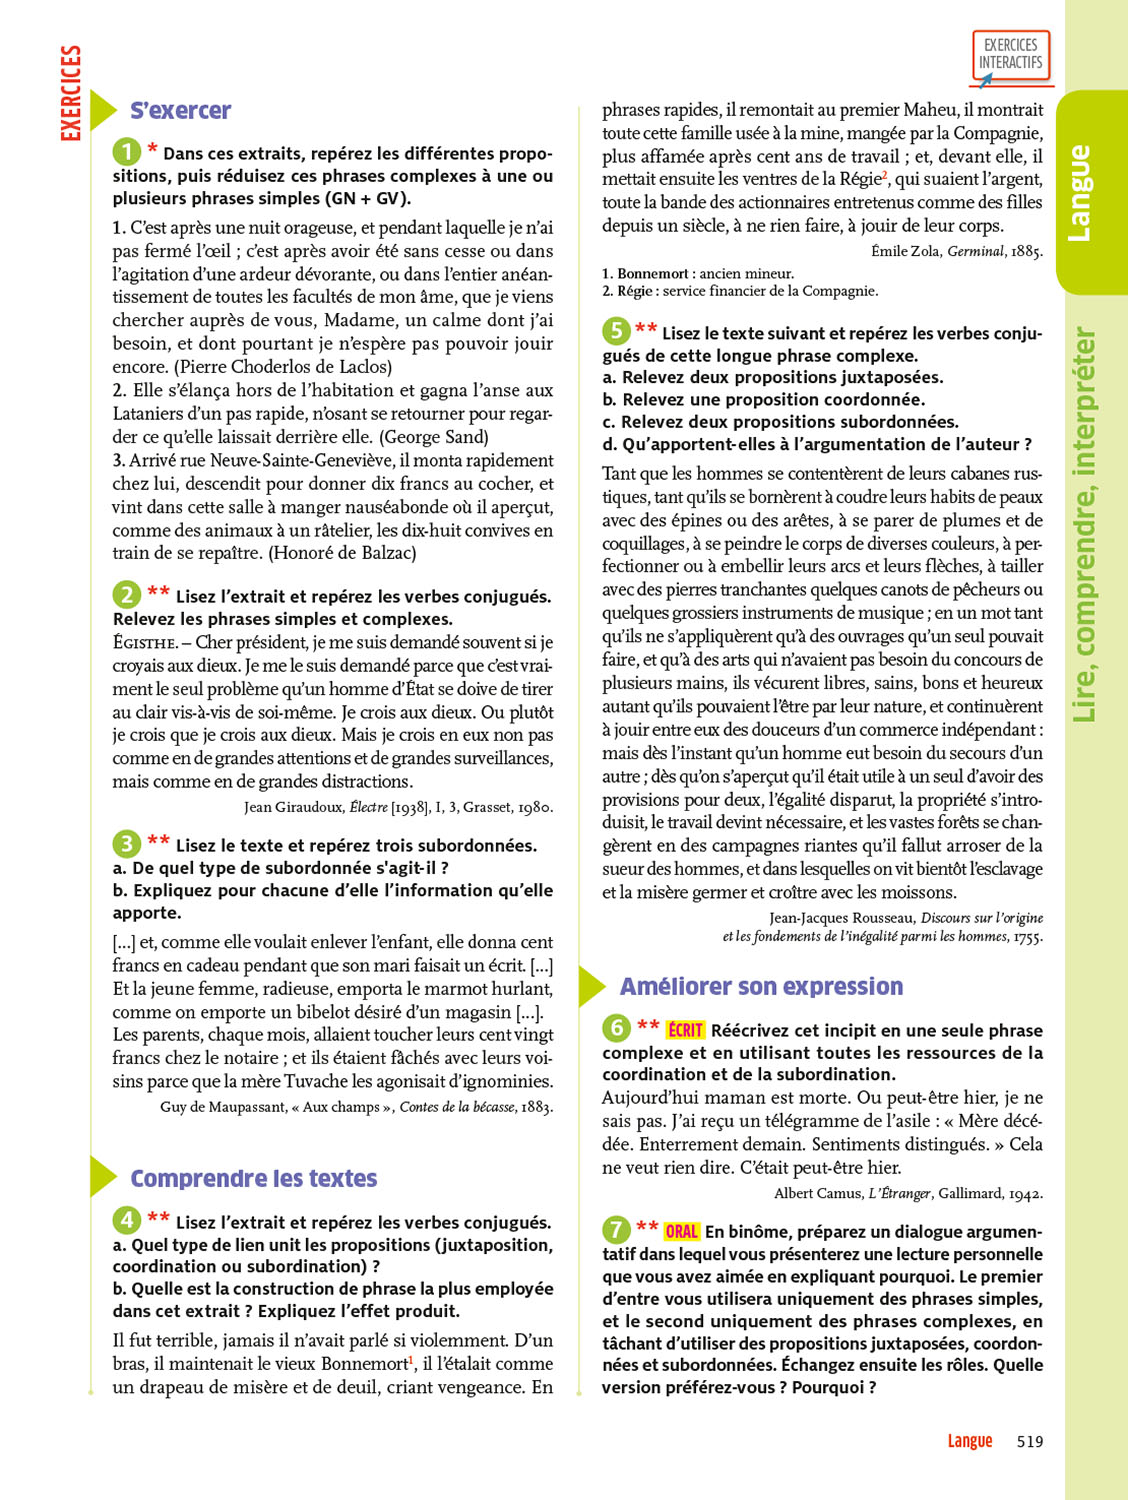 EXERCICES
EXERCICES
INTERACTIFS
S'exercer
1 * Dans ces extraits, repérez les différentes propo-
sitions, puis réduisez ces phrases complexes à une ou
plusieurs phrases simples (GN + GV).
1. C'est après une nuit orageuse, et pendant laquelle je n'ai
pas fermé l'œil ; c'est après avoir été sans cesse ou dans
l'agitation d'une ardeur dévorante, ou dans l'entier anéan-
tissement de toutes les facultés de mon âme, que je viens
chercher auprès de vous, Madame, un calme dont j'ai
besoin, et dont pourtant je n'espère pas pouvoir jouir
encore. (Pierre Choderlos de Laclos)
2. Elle s'élança hors de l'habitation et gagna l'anse aux
Lataniers d'un pas rapide, n'osant se retourner pour regar-
der ce qu'elle laissait derrière elle. (George Sand)
3. Arrivé rue Neuve-Sainte-Geneviève, il monta rapidement
chez lui, descendit pour donner dix francs au cocher, et
vint dans cette salle à manger nauséabonde où il aperçut,
comme des animaux à un râtelier, les dix-huit convives en
train de se repaître. (Honoré de Balzac)
2 ** Lisez l'extrait et repérez les verbes conjugués.
Relevez les phrases simples et complexes.
ÉGISTHE. – Cher président, je me suis demandé souvent si je
croyais aux dieux. Je me le suis demandé parce que c'est vrai-
ment le seul problème qu'un homme d'État se doive de tirer
au clair vis-à-vis de soi-même. Je crois aux dieux. Ou plutôt
je crois que je crois aux dieux. Mais je crois en eux non pas
comme en de grandes attentions et de grandes surveillances,
mais comme en de grandes distractions.
Jean Giraudoux, Électre [1938], I, 3, Grasset, 1980.
3 ** Lisez le texte et repérez trois subordonnées.
a. De quel type de subordonnée s'agit-il ?
b. Expliquez pour chacune d'elle l'information qu'elle
apporte.
[...] et, comme elle voulait enlever l'enfant, elle donna cent
francs en cadeau pendant que son mari faisait un écrit. [...]
Et la jeune femme, radieuse, emporta le marmot hurlant,
comme on emporte un bibelot désiré d'un magasin [...].
Les parents, chaque mois, allaient toucher leurs cent vingt
francs chez le notaire ; et ils étaient fâchés avec leurs voi-
sins parce que la mère Tuvache les agonisait d'ignominies.
Guy de Maupassant, « Aux champs », Contes de la bécasse, 1883.
Comprendre les textes
4 ** Lisez l'extrait et repérez les verbes conjugués.
a. Quel type de lien unit les propositions (juxtaposition,
coordination ou subordination) ?
b. Quelle est la construction de phrase la plus employée
dans cet extrait ? Expliquez l'effet produit.
Il fut terrible, jamais il n'avait parlé si violemment. D'un
bras, il maintenait le vieux Bonnemort1, il l'étalait comme
un drapeau de misère et de deuil, criant vengeance. En
phrases rapides, il remontait au premier Maheu, il montrait
toute cette famille usée à la mine, mangée par la Compagnie,
plus affamée après cent ans de travail ; et, devant elle, il
mettait ensuite les ventres de la Régie2, qui suaient l'argent,
toute la bande des actionnaires entretenus comme des filles
depuis un siècle, à ne rien faire, à jouir de leur corps.
Émile Zola, Germinal, 1885.
1. Bonnemort : ancien mineur.
2. Régie : service financier de la Compagnie.
5 ** Lisez le texte suivant et repérez les verbes conju-
gués de cette longue phrase complexe.
a. Relevez deux propositions juxtaposées.
b. Relevez une proposition coordonnée.
c. Relevez deux propositions subordonnées.
d. Qu'apportent-elles à l'argumentation de l'auteur ?
Tant que les hommes se contentèrent de leurs cabanes rus-
tiques, tant qu'ils se bornèrent à coudre leurs habits de peaux
avec des épines ou des arêtes, à se parer de plumes et de
coquillages, à se peindre le corps de diverses couleurs, à per-
fectionner ou à embellir leurs arcs et leurs flèches, à tailler
avec des pierres tranchantes quelques canots de pêcheurs ou
quelques grossiers instruments de musique ; en un mot tant
qu'ils ne s'appliquèrent qu'à des ouvrages qu'un seul pouvait
faire, et qu'à des arts qui n'avaient pas besoin du concours de
plusieurs mains, ils vécurent libres, sains, bons et heureux
autant qu'ils pouvaient l'être par leur nature, et continuèrent
à jouir entre eux des douceurs d'un commerce indépendant :
mais dès l'instant qu'un homme eut besoin du secours d'un
autre ; dès qu'on s'aperçut qu'il était utile à un seul d'avoir des
provisions pour deux, l'égalité disparut, la propriété s'intro-
duisit, le travail devint nécessaire, et les vastes forêts se chan-
gèrent en des campagnes riantes qu'il fallut arroser de la
sueur des hommes, et dans lesquelles on vit bientôt l'esclavage
et la misère germer et croître avec les moissons.
Jean-Jacques Rousseau, Discours sur l'origine
et les fondements de l'inégalité parmi les hommes, 1755.
Améliorer son expression
6 ** ÉCRIT Réécrivez cet incipit en une seule phrase
complexe et en utilisant toutes les ressources de la
coordination et de la subordination.
Aujourd'hui maman est morte. Ou peut-être hier, je ne
sais pas. J'ai reçu un télégramme de l'asile : « Mère décé-
dée. Enterrement demain. Sentiments distingués. » Cela
ne veut rien dire. C'était peut-être hier.
Albert Camus, L'Étranger, Gallimard, 1942.
7 ** ORAL En binôme, préparez un dialogue argumen-
tatif dans lequel vous présenterez une lecture personnelle
que vous avez aimée en expliquant pourquoi. Le premier
d'entre vous utilisera uniquement des phrases simples,
et le second uniquement des phrases complexes, en
tâchant d'utiliser des propositions juxtaposées, coordon-
nées et subordonnées. Échangez ensuite les rôles. Quelle
version préférez-vous ? Pourquoi ?
Langue
Lire, comprendre, interpréter
Langue 519